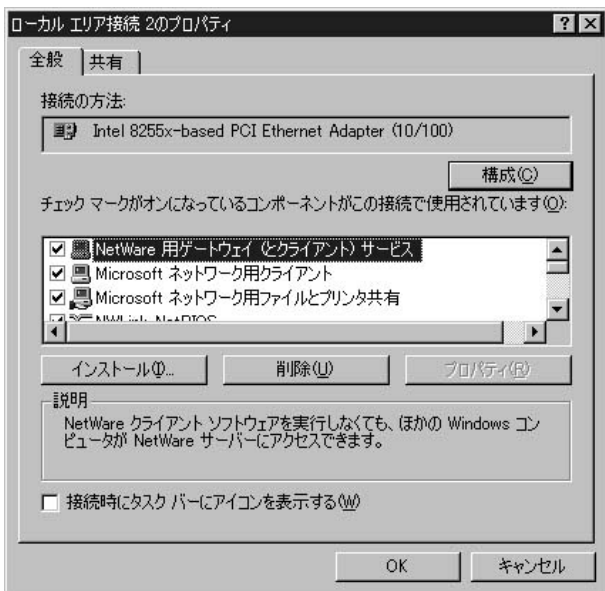 ローカル エリア接続 2のプロパティ
全般 共有
接続の方法:
Intel 8255x-based PCI Ethernet Adapter (10/100)
構成(C)
チェック マークがオンになっているコンポーネントがこの接続で使用されています(O):
NetWare 用ゲートウェイ (とクライアント) サービス
Microsoft ネットワーク用クライアント
Microsoft ネットワーク用ファイルとプリンタ共有
NWLink NetBIOS
インストール(I)... 削除(U) プロパティ(R)
説明
NetWare クライアント ソフトウェアを実行しなくても、ほかの Windows コン
ピュータが NetWare サーバーにアクセスできます。
接続時にタスク バーにアイコンを表示する(W)
OK キャンセル